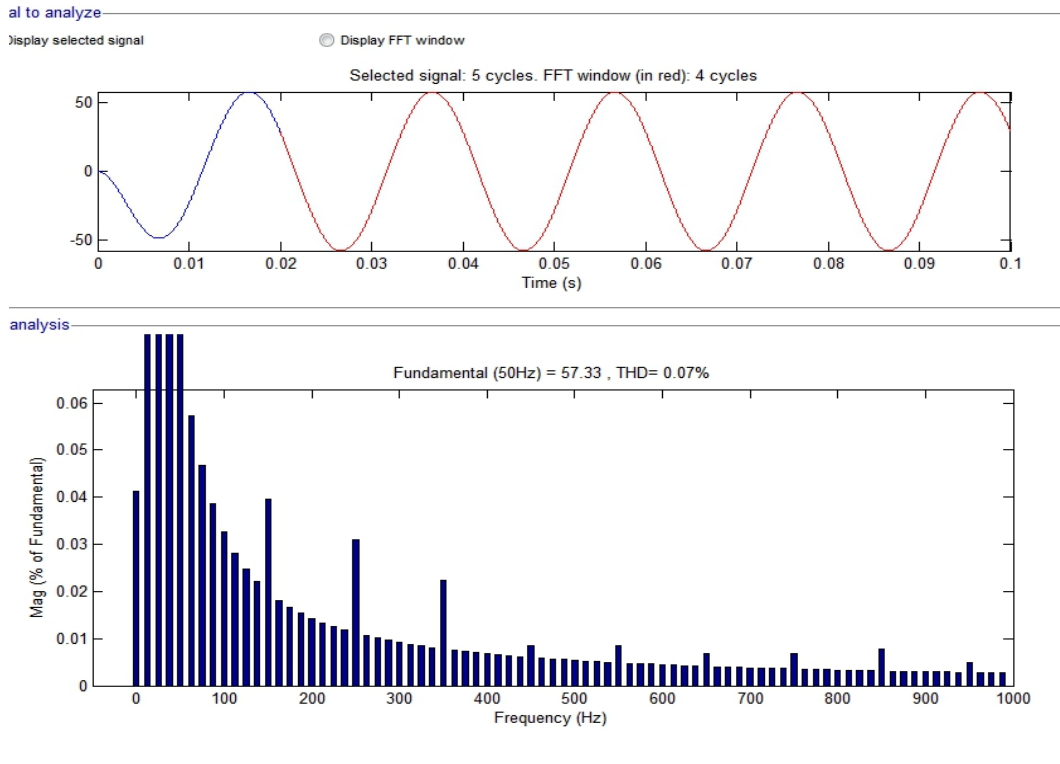 al to analyze
Display selected signal
Display FFT window
Selected signal: 5 cycles. FFT window (in red): 4 cycles
50
0
-50
0 0.01 0.02 0.03 0.04 0.05 0.06 0.07 0.08 0.09 0.1
Time (s)
analysis
Fundamental (50Hz) = 57.33 , THD= 0.07%
0.06
0.05
0.04
0.03
0.02
0.01
0
Mag (% of Fundamental)
0 100 200 300 400 500 600 700 800 900 1000
Frequency (Hz)